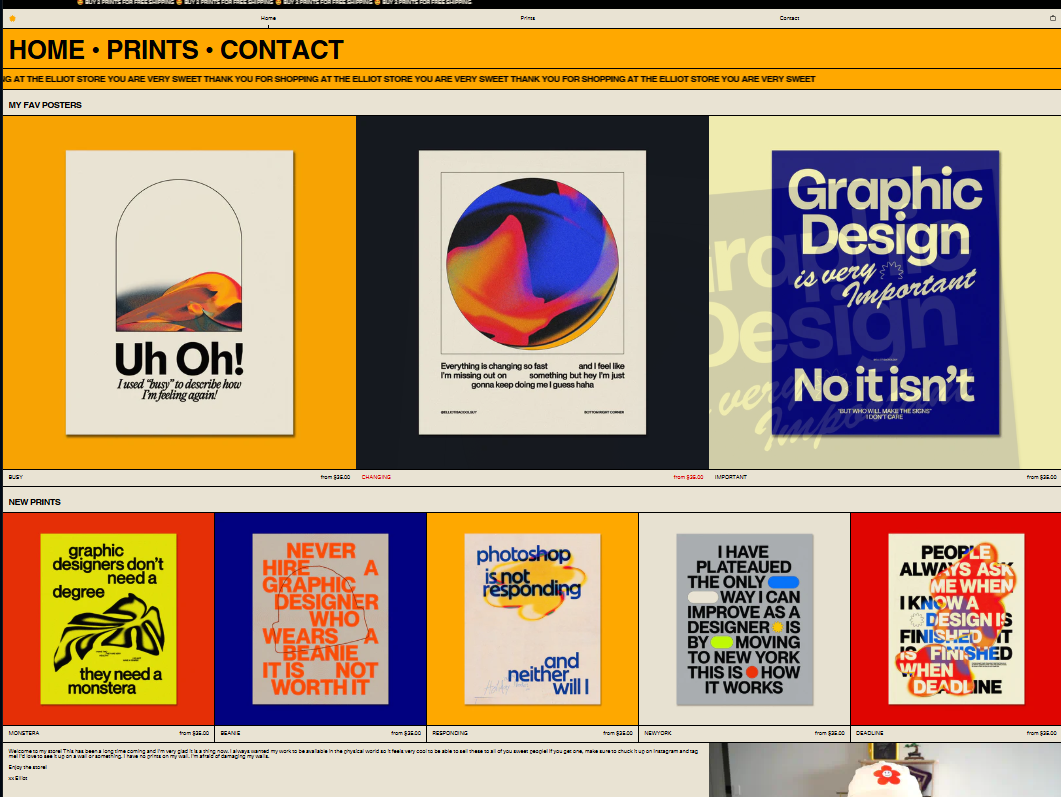 BUY 3 PRINTS FOR FREE SHIPPING BUY 3 PRINTS FOR FREE SHIPPING BUY 3 PRINTS FOR FREE SHIPPING BUY 3 PRINTS FOR FREE SHIPPING
Home Prints Contact
HOME • PRINTS • CONTACT
NG AT THE ELLIOT STORE YOU ARE VERY SWEET THANK YOU FOR SHOPPING AT THE ELLIOT STORE YOU ARE VERY SWEET THANK YOU FOR SHOPPING AT THE ELLIOT STORE YOU ARE VERY SWEET
MY FAV POSTERS
Uh Oh!
I used "busy" to describe how
I'm feeling again!
Everything is changing so fast and I feel like
I'm missing out on something but hey I'm just
gonna keep doing me I guess haha
BOTTOM RIGHT CORNER
Graphic
Design
is very
Important
No it isn't
"BUT WHO WILL MAKE THE SIGNS"
I DON'T CARE
BUSY from $35.00
CHANGING from $35.00
IMPORTANT from $35.00
NEW PRINTS
graphic
designers don't
need a
degree
they need a
monstera
NEVER
HIRE A
GRAPHIC
DESIGNER
WHO
WEARS A
BEANIE
IT IS NOT
WORTH IT
photoshop
is not
responding
and
neither
will I
I HAVE
PLATEAUED
THE ONLY
WAY I CAN
IMPROVE AS A
DESIGNER IS
BY MOVING
TO NEW YORK
THIS IS HOW
IT WORKS
PEOPLE
ALWAYS ASK
ME WHEN
I KNOW A
DESIGN IS
FINISHED IT
IS FINISHED
WHEN
DEADLINE
MONSTERA from $35.00
BEANIE from $35.00
RESPONDING from $35.00
NEWYORK from $35.00
DEADLINE from $35.00
Welcome to my store! This has been a long time coming and I'm very glad it is a thing now. I always wanted my work to be available in the physical world so it feels very cool to be able to sell these to all of you sweet people! If you get one, make sure to chuck it up on Instagram and tag
me! I'd love to see it up on a wall or something. I have no prints on my wall. I'm afraid of damaging my walls.
Enjoy the store!
xx Elliot